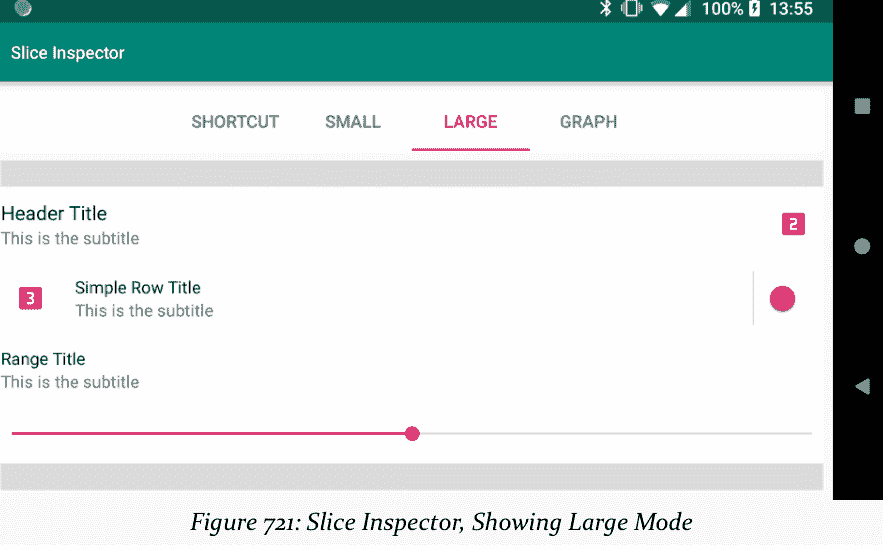 100% 13:55
Slice Inspector
SHORTCUT SMALL LARGE GRAPH
Header Title
This is the subtitle
2
3
Simple Row Title
This is the subtitle
Range Title
This is the subtitle
Figure 721: Slice Inspector, Showing Large Mode